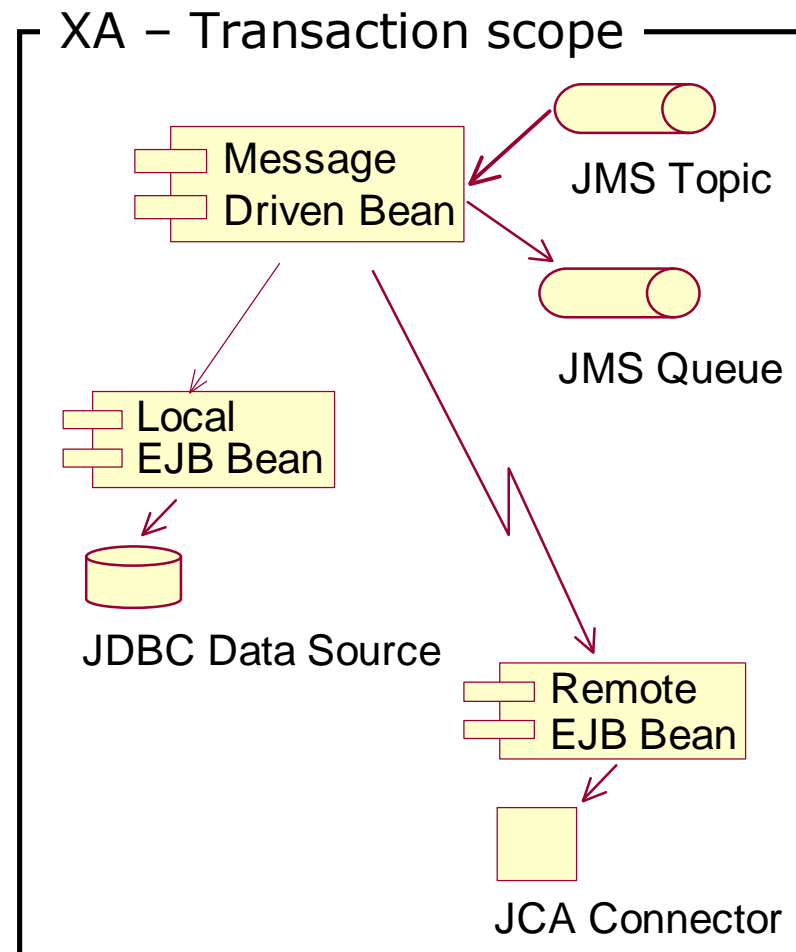 XA – Transaction scope
Message
Driven Bean
JMS Topic
JMS Queue
Local
EJB Bean
JDBC Data Source
Remote
EJB Bean
JCA Connector